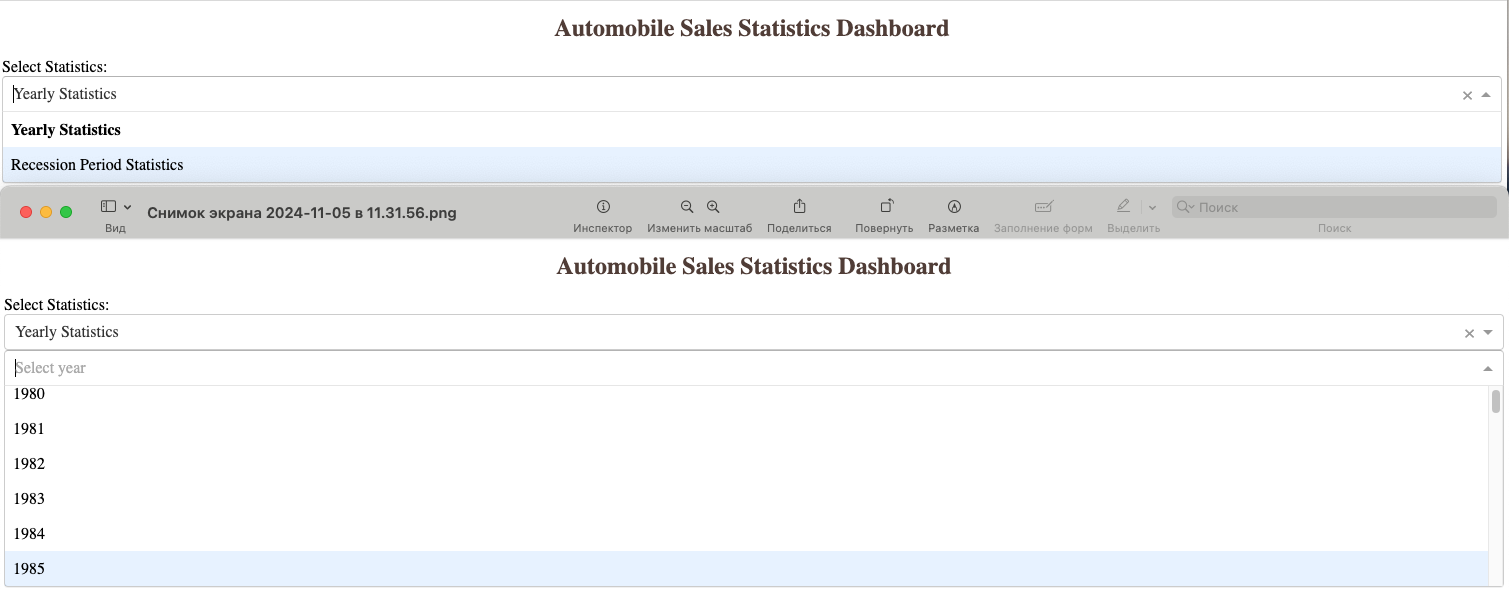 Automobile Sales Statistics Dashboard
Select Statistics:
Yearly Statistics
Yearly Statistics
Recession Period Statistics
Снимок экрана 2024-11-05 в 11.31.56.png
Вид
Инспектор
Изменить масштаб
Поделиться
Повернуть
Разметка
Заполнение форм
Выделить
Поиск
Поиск
Automobile Sales Statistics Dashboard
Select Statistics:
Yearly Statistics
Select year
1980
1981
1982
1983
1984
1985